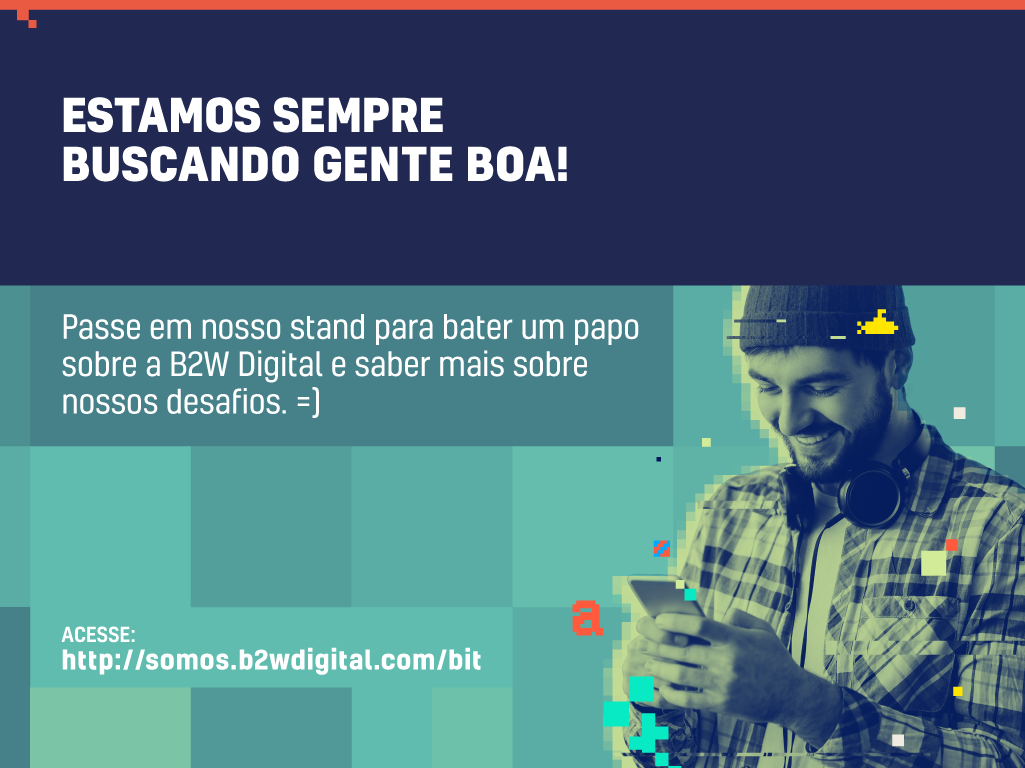 ESTAMOS SEMPRE
BUSCANDO GENTE BOA!
Passe em nosso stand para bater um papo
sobre a B2W Digital e saber mais sobre
nossos desafios. =)
a
ACESSE:
http://somos.b2wdigital.com/bit